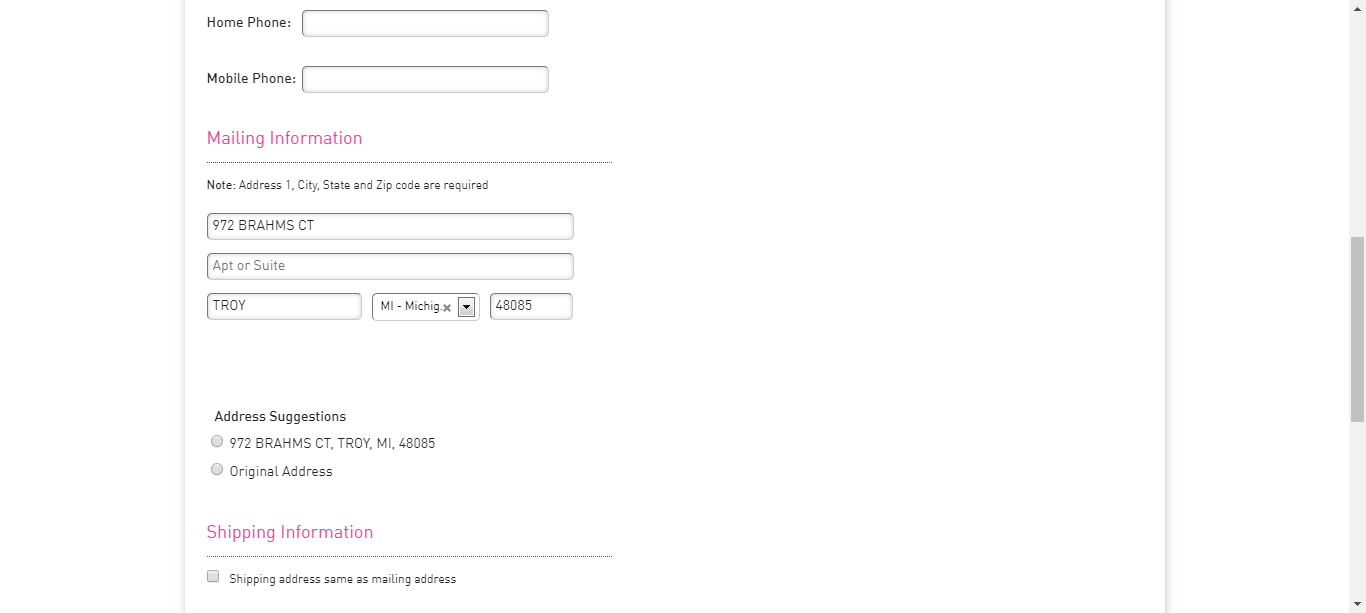 Home Phone:
Mobile Phone:
Mailing Information
Note: Address 1, City, State and Zip code are required
972 BRAHMS CT
Apt or Suite
TROY MI - Michig. 48085
Address Suggestions
972 BRAHMS CT, TROY, MI, 48085
Original Address
Shipping Information
Shipping address same as mailing address